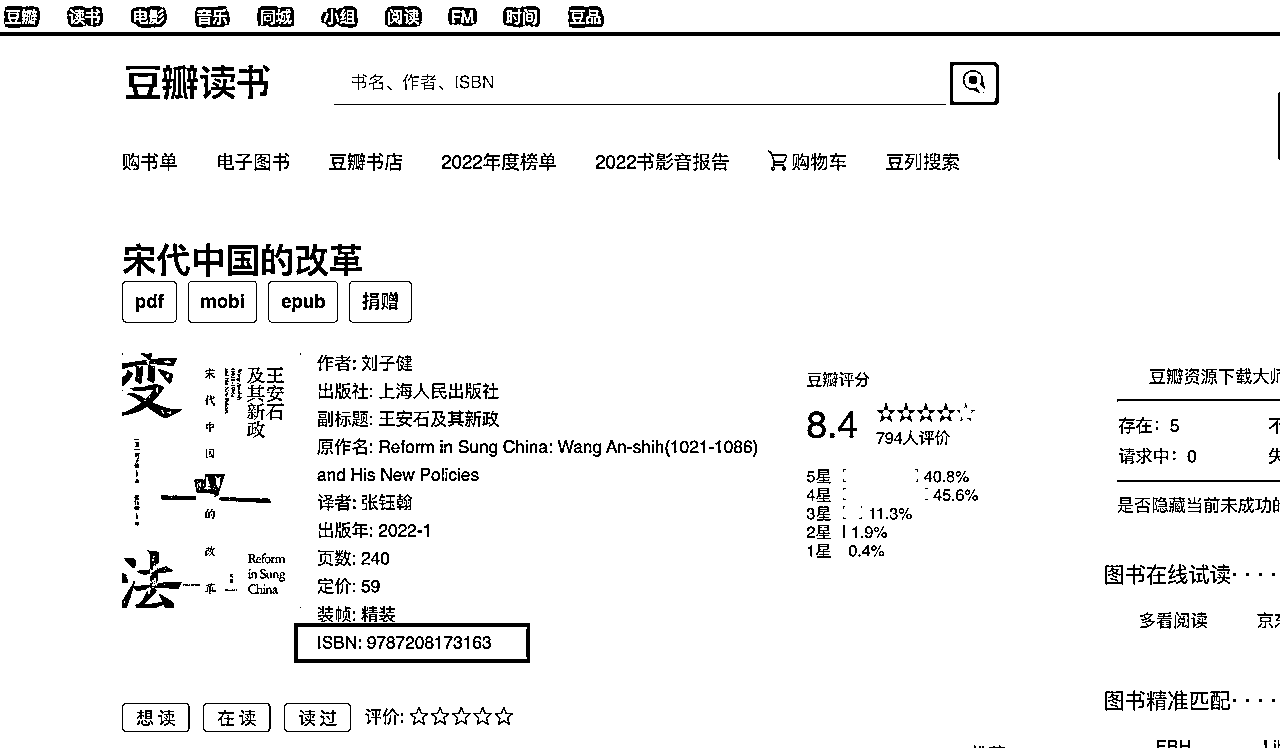 豆瓣 读书 电影 音乐 同城 小组 阅读 FM 时间 豆品
豆瓣读书
书名、作者、ISBN
购书单 电子图书 豆瓣书店 2022年度榜单 2022书影音报告 购物车 豆列搜索
宋代中国的改革
pdf mobi epub 捐赠
变法
宋代中国的改革
王安石
及其新政
Reform
in Sung
China
作者: 刘子健
出版社: 上海人民出版社
副标题: 王安石及其新政
原作名: Reform in Sung China: Wang An-shih(1021-1086)
and His New Policies
译者: 张钰翰
出版年: 2022-1
页数: 240
定价: 59
装帧: 精装
ISBN: 9787208173163
豆瓣评分
8.4 ☆☆☆☆☆
794人评价
5星 40.8%
4星 45.6%
3星 11.3%
2星 1.9%
1星 0.4%
想读 在读 读过 评价: ☆☆☆☆☆
豆瓣资源下载大师
存在: 5 不
请求中: 0 失
是否隐藏当前未成功的
图书在线试读· · · ·
多看阅读 京东
图书精准匹配· · · ·